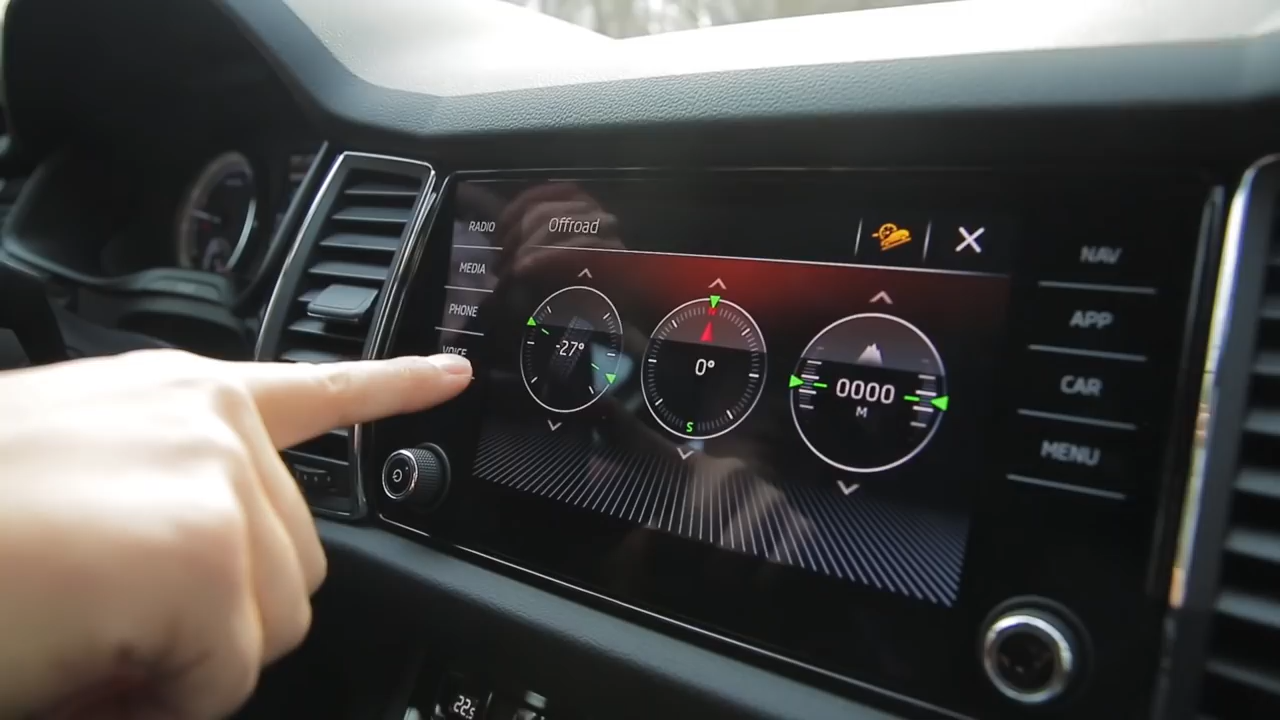 RADIO
Offroad
MEDIA
PHONE
VOICE
-27°
0°
S
0000
M
NAV
APP
CAR
MENU
22.5